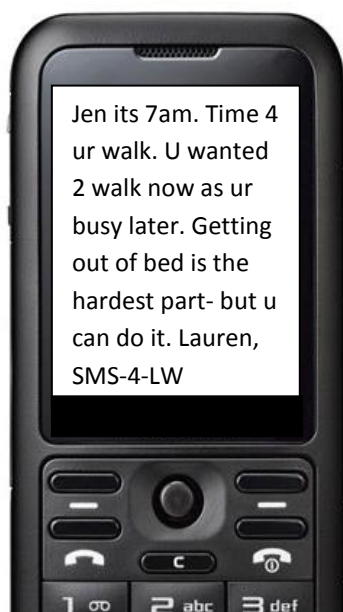 Jen its 7am. Time 4
ur walk. U wanted
2 walk now as ur
busy later. Getting
out of bed is the
hardest part- but u
can do it. Lauren,
SMS-4-LW
C
1 2 abc 3 def